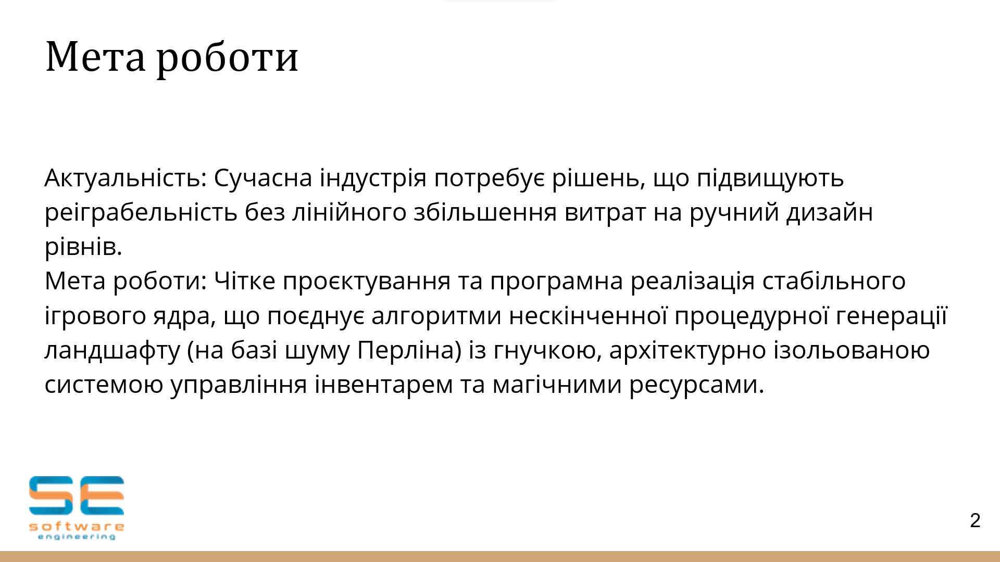 Мета роботи
Актуальність: Сучасна індустрія потребує рішень, що підвищують
реіграбельність без лінійного збільшення витрат на ручний дизайн
рівнів.
Мета роботи: Чітке проєктування та програмна реалізація стабільного
ігрового ядра, що поєднує алгоритми нескінченної процедурної генерації
ландшафту (на базі шуму Перліна) із гнучкою, архітектурно ізольованою
системою управління інвентарем та магічними ресурсами.
SE
software
engineering
2